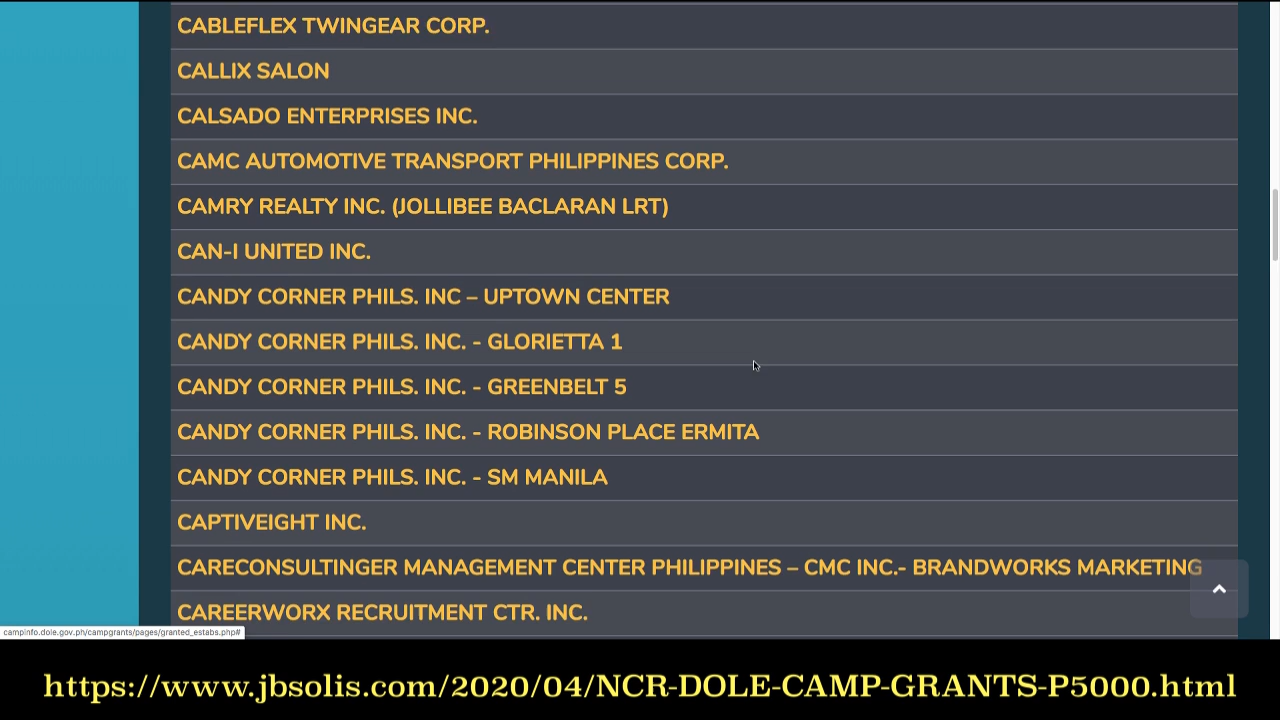 CABLEFLEX TWINGEAR CORP.
CALLIX SALON
CALSADO ENTERPRISES INC.
CAMC AUTOMOTIVE TRANSPORT PHILIPPINES CORP.
CAMRY REALTY INC. (JOLLIBEE BACLARAN LRT)
CAN-I UNITED INC.
CANDY CORNER PHILS. INC – UPTOWN CENTER
CANDY CORNER PHILS. INC. - GLORIETTA 1
CANDY CORNER PHILS. INC. - GREENBELT 5
CANDY CORNER PHILS. INC. - ROBINSON PLACE ERMITA
CANDY CORNER PHILS. INC. - SM MANILA
CAPTIVEIGHT INC.
CARECONSULTINGER MANAGEMENT CENTER PHILIPPINES – CMC INC.- BRANDWORKS MARKETING
CAREERWORX RECRUITMENT CTR. INC.
campinfo.dole.gov.ph/campgrants/pages/granted_estabs.php#
https://www.jbsolis.com/2020/04/NCR-DOLE-CAMP-GRANTS-P5000.html